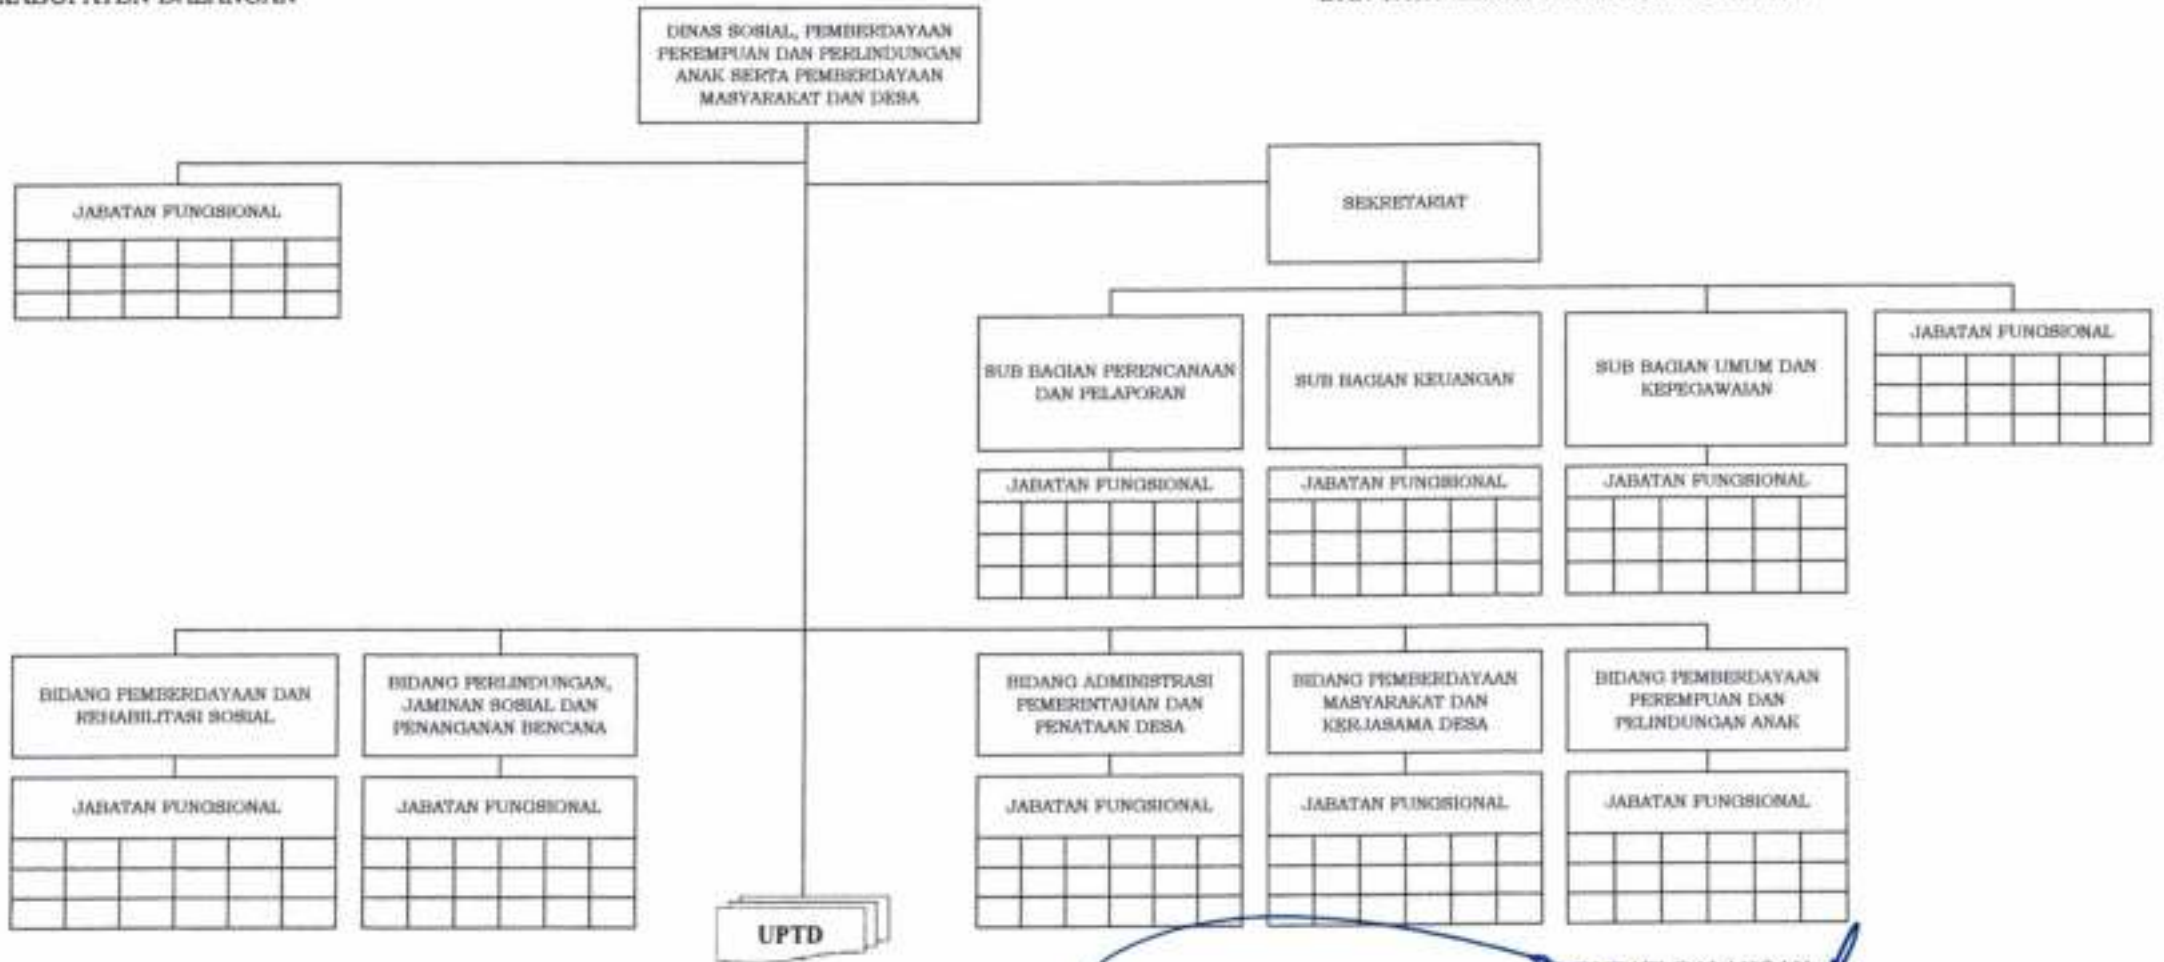 KABUPATEN BALANGAN
DINAS SOSIAL, PEMBERDAYAAN
PEREMPUAN DAN PERLINDUNGAN
ANAK SERTA PEMBERDAYAAN
MASYARAKAT DAN DESA
JABATAN FUNGSIONAL
SEKRETARIAT
SUB BAGIAN PERENCANAAN
DAN PELAPORAN
SUB BAGIAN KEUANGAN
SUB BAGIAN UMUM DAN
KEPEGAWAIAN
JABATAN FUNGSIONAL
JABATAN FUNGSIONAL
JABATAN FUNGSIONAL
JABATAN FUNGSIONAL
BIDANG PEMBERDAYAAN DAN
REHABILITASI SOSIAL
BIDANG PERLINDUNGAN,
JAMINAN SOSIAL DAN
PENANGANAN BENCANA
BIDANG ADMINISTRASI
PEMERINTAHAN DAN
PENATAAN DESA
BIDANG PEMBERDAYAAN
MASYARAKAT DAN
KERJASAMA DESA
BIDANG PEMBERDAYAAN
PEREMPUAN DAN
PELINDUNGAN ANAK
JABATAN FUNGSIONAL
JABATAN FUNGSIONAL
JABATAN FUNGSIONAL
JABATAN FUNGSIONAL
JABATAN FUNGSIONAL
UPTD